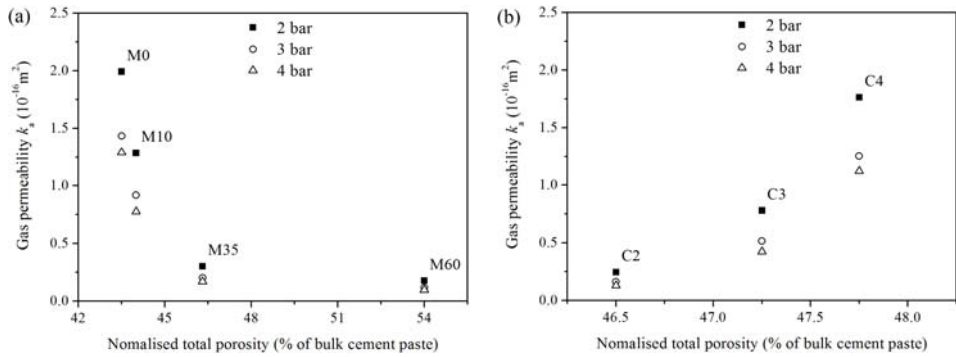 (a)
2.5
2.0
1.5
1.0
0.5
0.0
Gas permeability kₐ (10⁻¹⁶m²)
2 bar
3 bar
4 bar
M0
M10
M35
M60
42 45 48 51 54
Nomalised total porosity (% of bulk cement paste)
(b)
2.5
2.0
1.5
1.0
0.5
0.0
Gas permeability kₐ (10⁻¹⁶m²)
2 bar
3 bar
4 bar
C4
C3
C2
46.5 47.0 47.5 48.0
Nomalised total porosity (% of bulk cement paste)